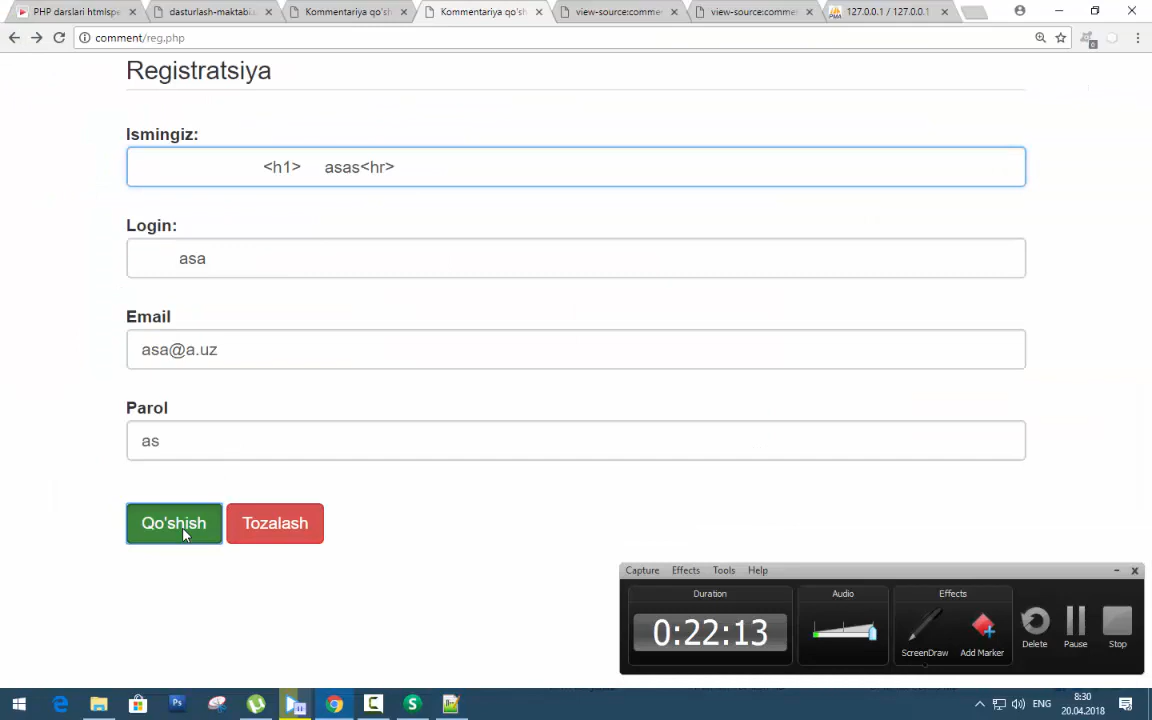 PHP darslari htmlspe
dasturlash-maktabi.u
Kommentariya qo'sh
Kommentariya qo'sh
view-source:comme
view-source:comme
127.0.0.1 / 127.0.0.1
comment/reg.php
Registratsiya
Ismingiz:
<h1> asas<hr>
Login:
asa
Email
asa@a.uz
Parol
as
Qo'shish
Tozalash
Capture Effects Tools Help
Duration
Audio
Effects
0:22:13
ScreenDraw
Add Marker
Delete
Pause
Stop
ENG
8:30
20.04.2018